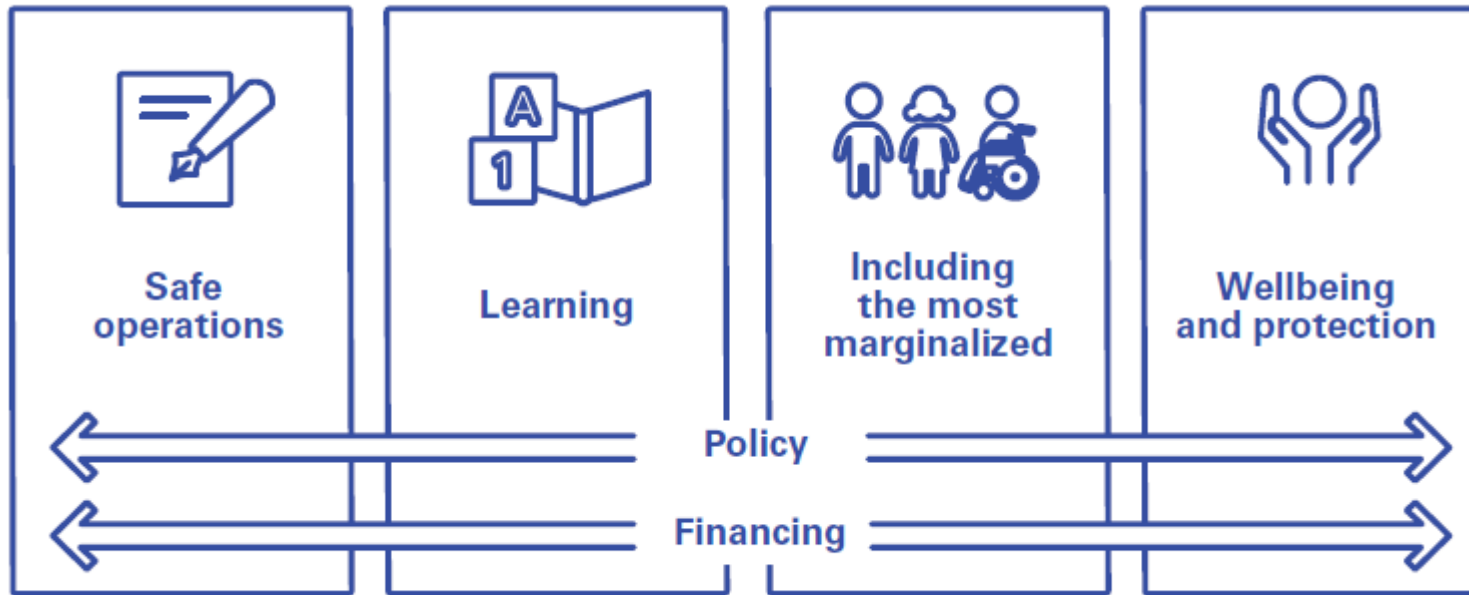 A
1
Safe
operations
Learning
Including
the most
marginalized
Wellbeing
and protection
Policy
Financing